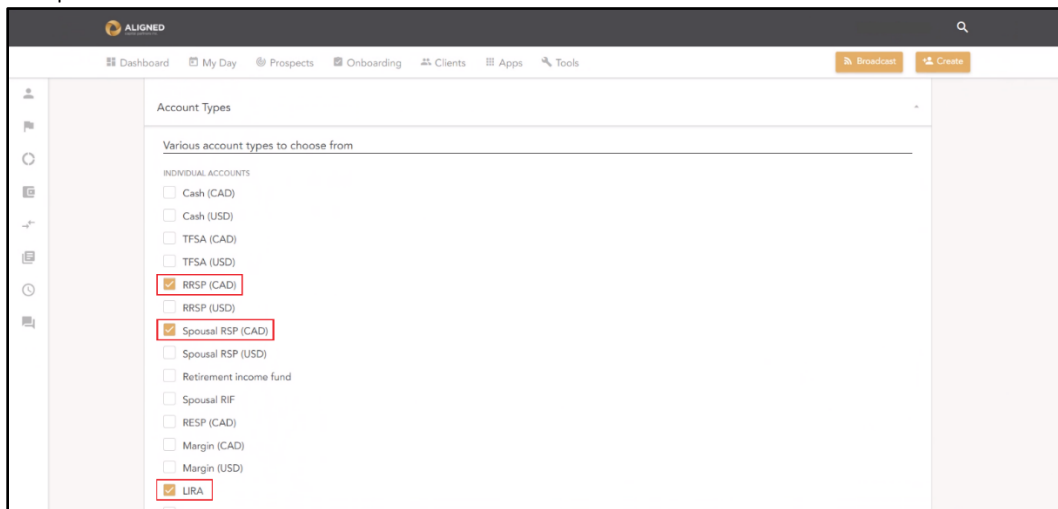 ALIGNED
Dashboard My Day Prospects Onboarding Clients Apps Tools Broadcast Create
Account Types
Various account types to choose from
INDIVIDUAL ACCOUNTS
Cash (CAD)
Cash (USD)
TFSA (CAD)
TFSA (USD)
RRSP (CAD)
RRSP (USD)
Spousal RSP (CAD)
Spousal RSP (USD)
Retirement income fund
Spousal RIF
RESP (CAD)
Margin (CAD)
Margin (USD)
LIRA